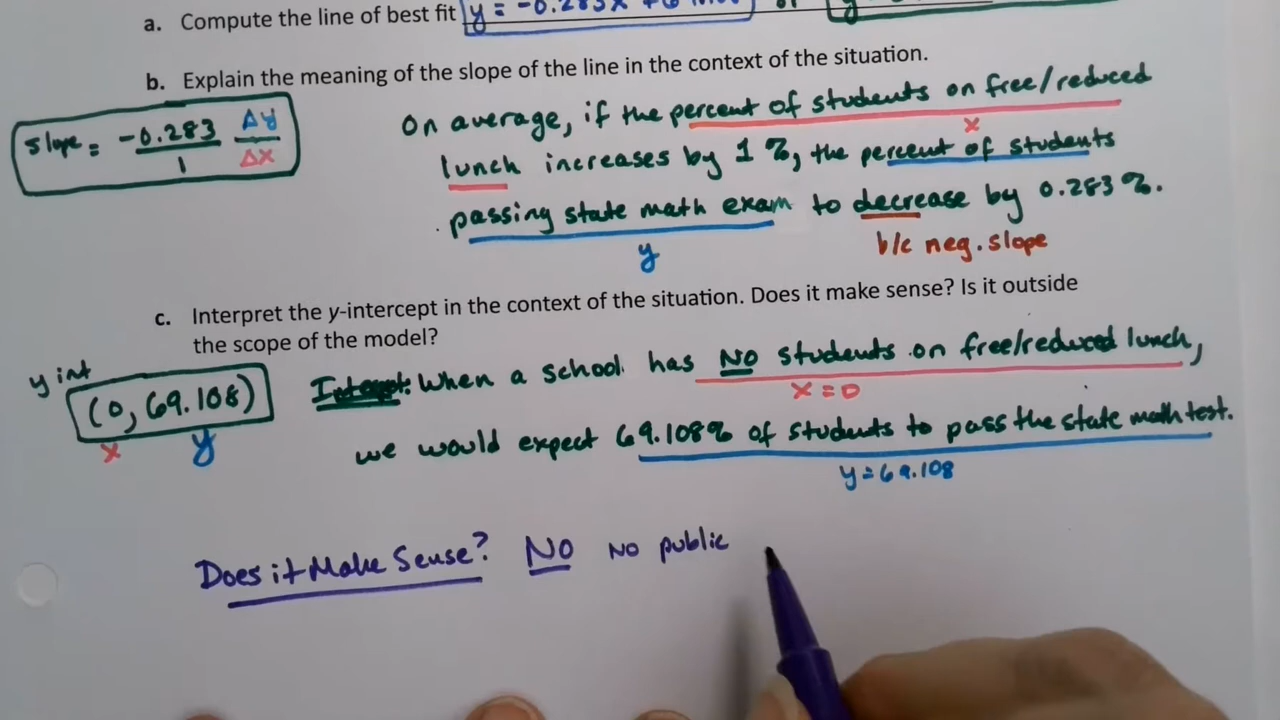 a. Compute the line of best fit y = -0.283x +
b. Explain the meaning of the slope of the line in the context of the situation.
slope = -0.283/1 Δy/Δx
On average, if the percent of students on free/reduced
x
lunch increases by 1%, the percent of students
passing state math exam to decrease by 0.283%.
y
b/c neg. slope
c. Interpret the y-intercept in the context of the situation. Does it make sense? Is it outside
the scope of the model?
y int
(0, 69.108)
x y
When a school has NO students on free/reduced lunch,
x = 0
we would expect 69.108% of students to pass the state math test.
y = 69.108
Does it Make Sense? NO No public